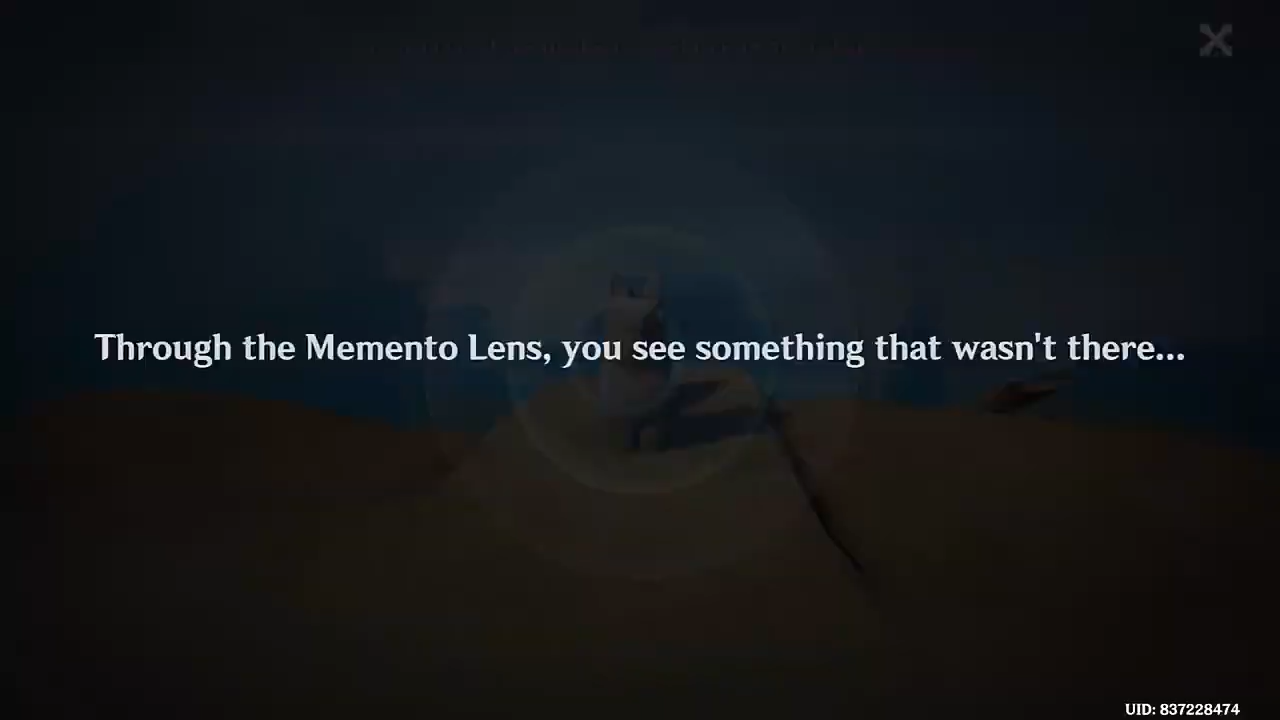 Through the Memento Lens, you see something that wasn't there...
UID: 837228474